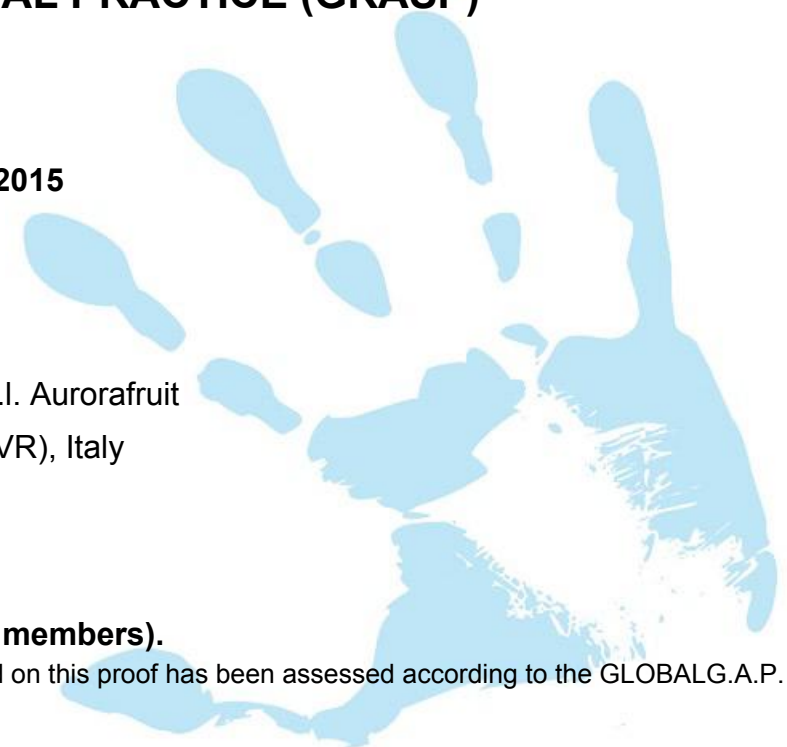 AL PRACTICE (GRASP)
2015
.l. Aurorafruit
VR), Italy
members).
d on this proof has been assessed according to the GLOBALG.A.P.